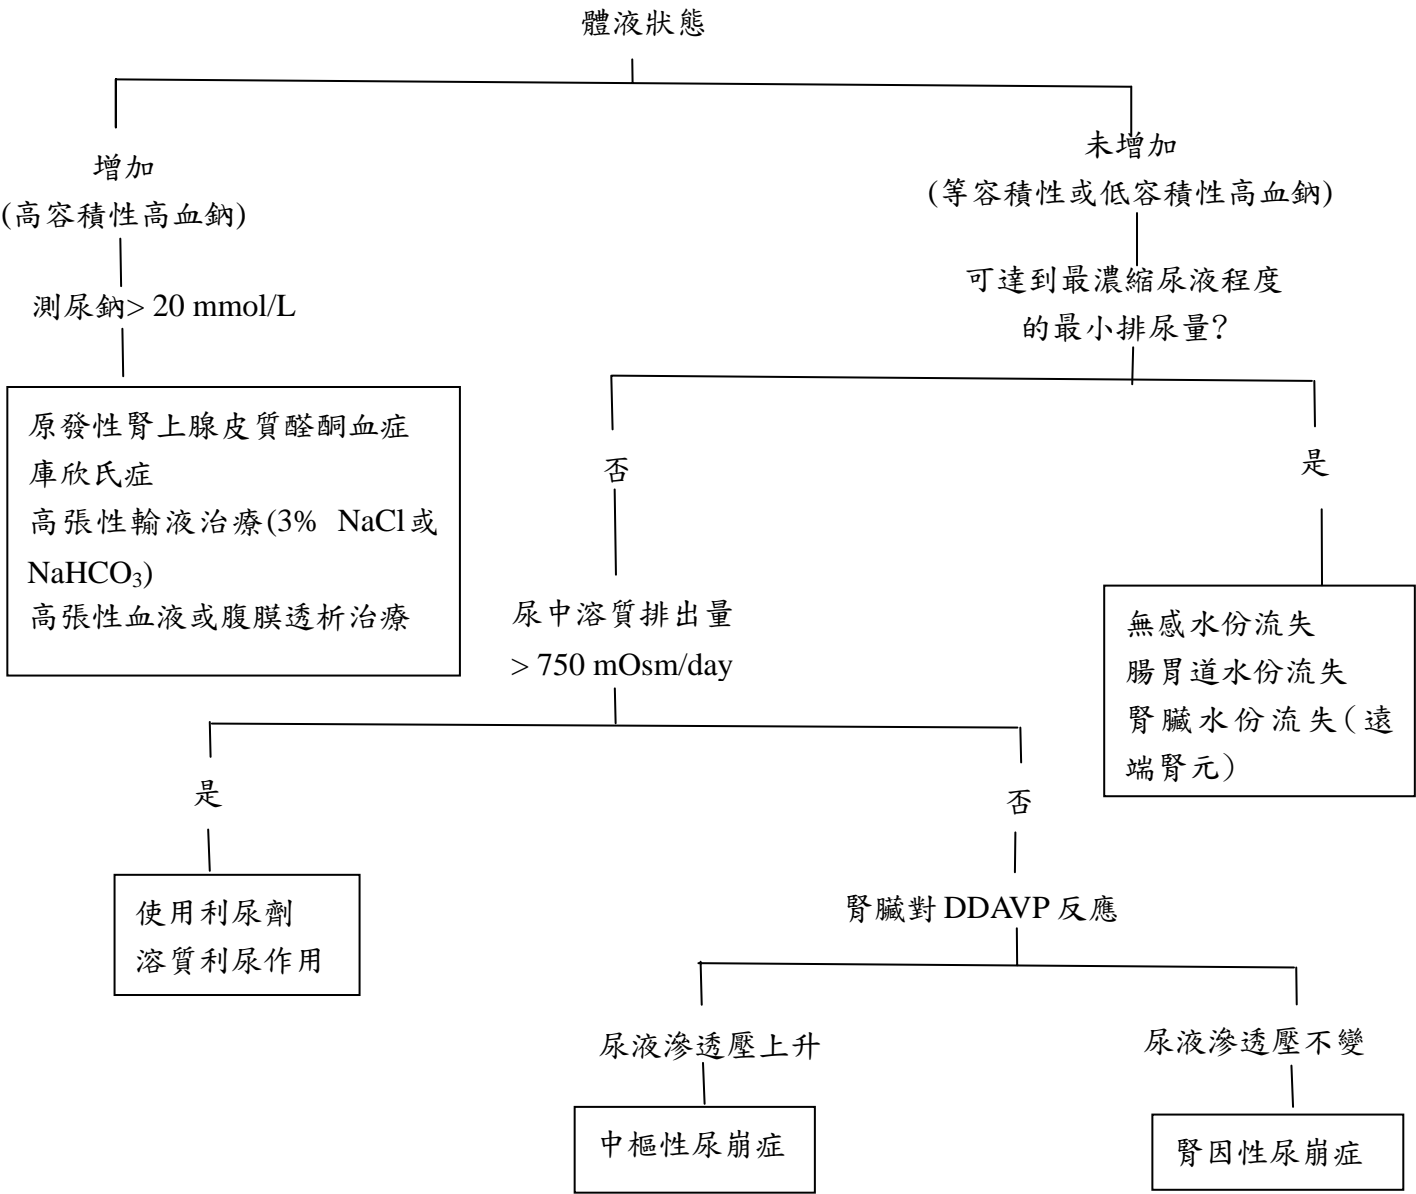 體液狀態
增加
(高容積性高血鈉)
測尿鈉> 20 mmol/L
原發性腎上腺皮質醛酮血症
庫欣氏症
高張性輸液治療(3% NaCl或
NaHCO₃)
高張性血液或腹膜透析治療
未增加
(等容積性或低容積性高血鈉)
可達到最濃縮尿液程度
的最小排尿量?
否
是
無感水份流失
腸胃道水份流失
腎臟水份流失(遠
端腎元)
尿中溶質排出量
> 750 mOsm/day
是
否
使用利尿劑
溶質利尿作用
腎臟對 DDAVP 反應
尿液滲透壓上升
尿液滲透壓不變
中樞性尿崩症
腎因性尿崩症